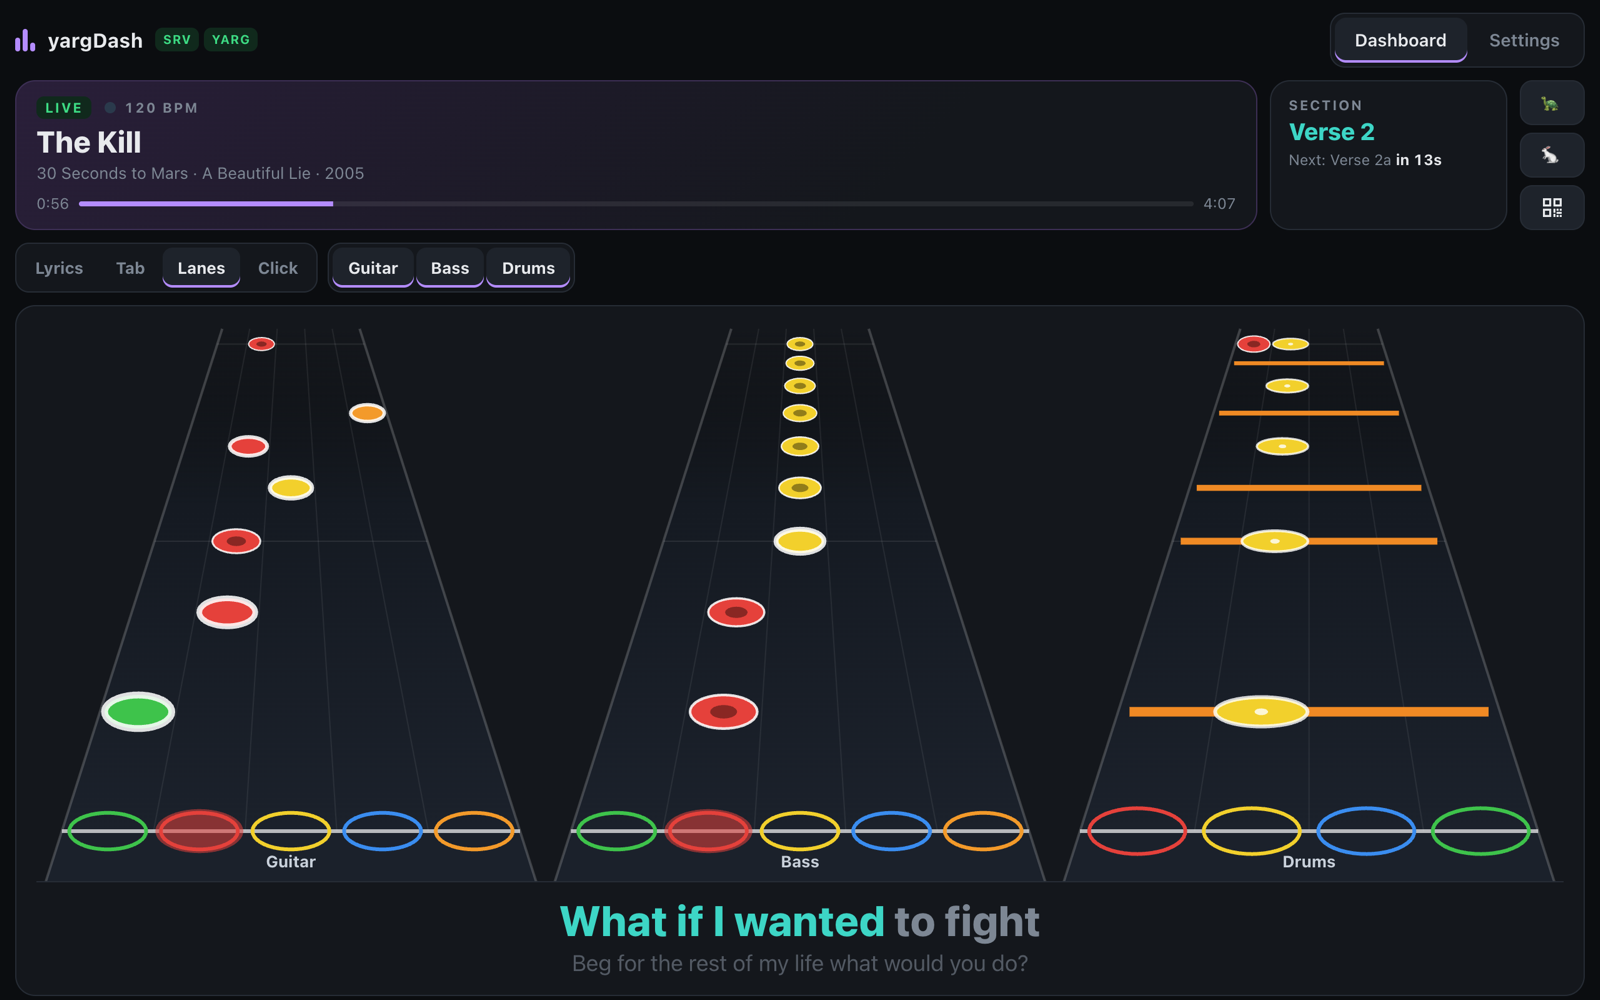 yargDash SRV YARG
Dashboard Settings
LIVE 120 BPM
The Kill
30 Seconds to Mars · A Beautiful Lie · 2005
0:56 4:07
SECTION
Verse 2
Next: Verse 2a in 13s
Lyrics Tab Lanes Click Guitar Bass Drums
Guitar
Bass
Drums
What if I wanted to fight
Beg for the rest of my life what would you do?